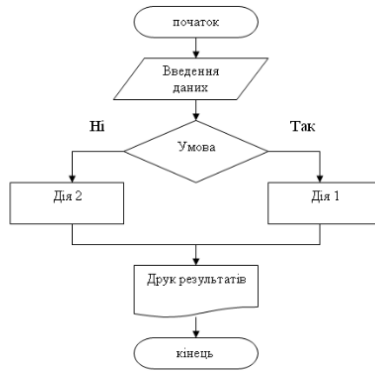 початок
Введення
даних
Ні
Так
Умова
Дія 2
Дія 1
Друк результатів
кінець